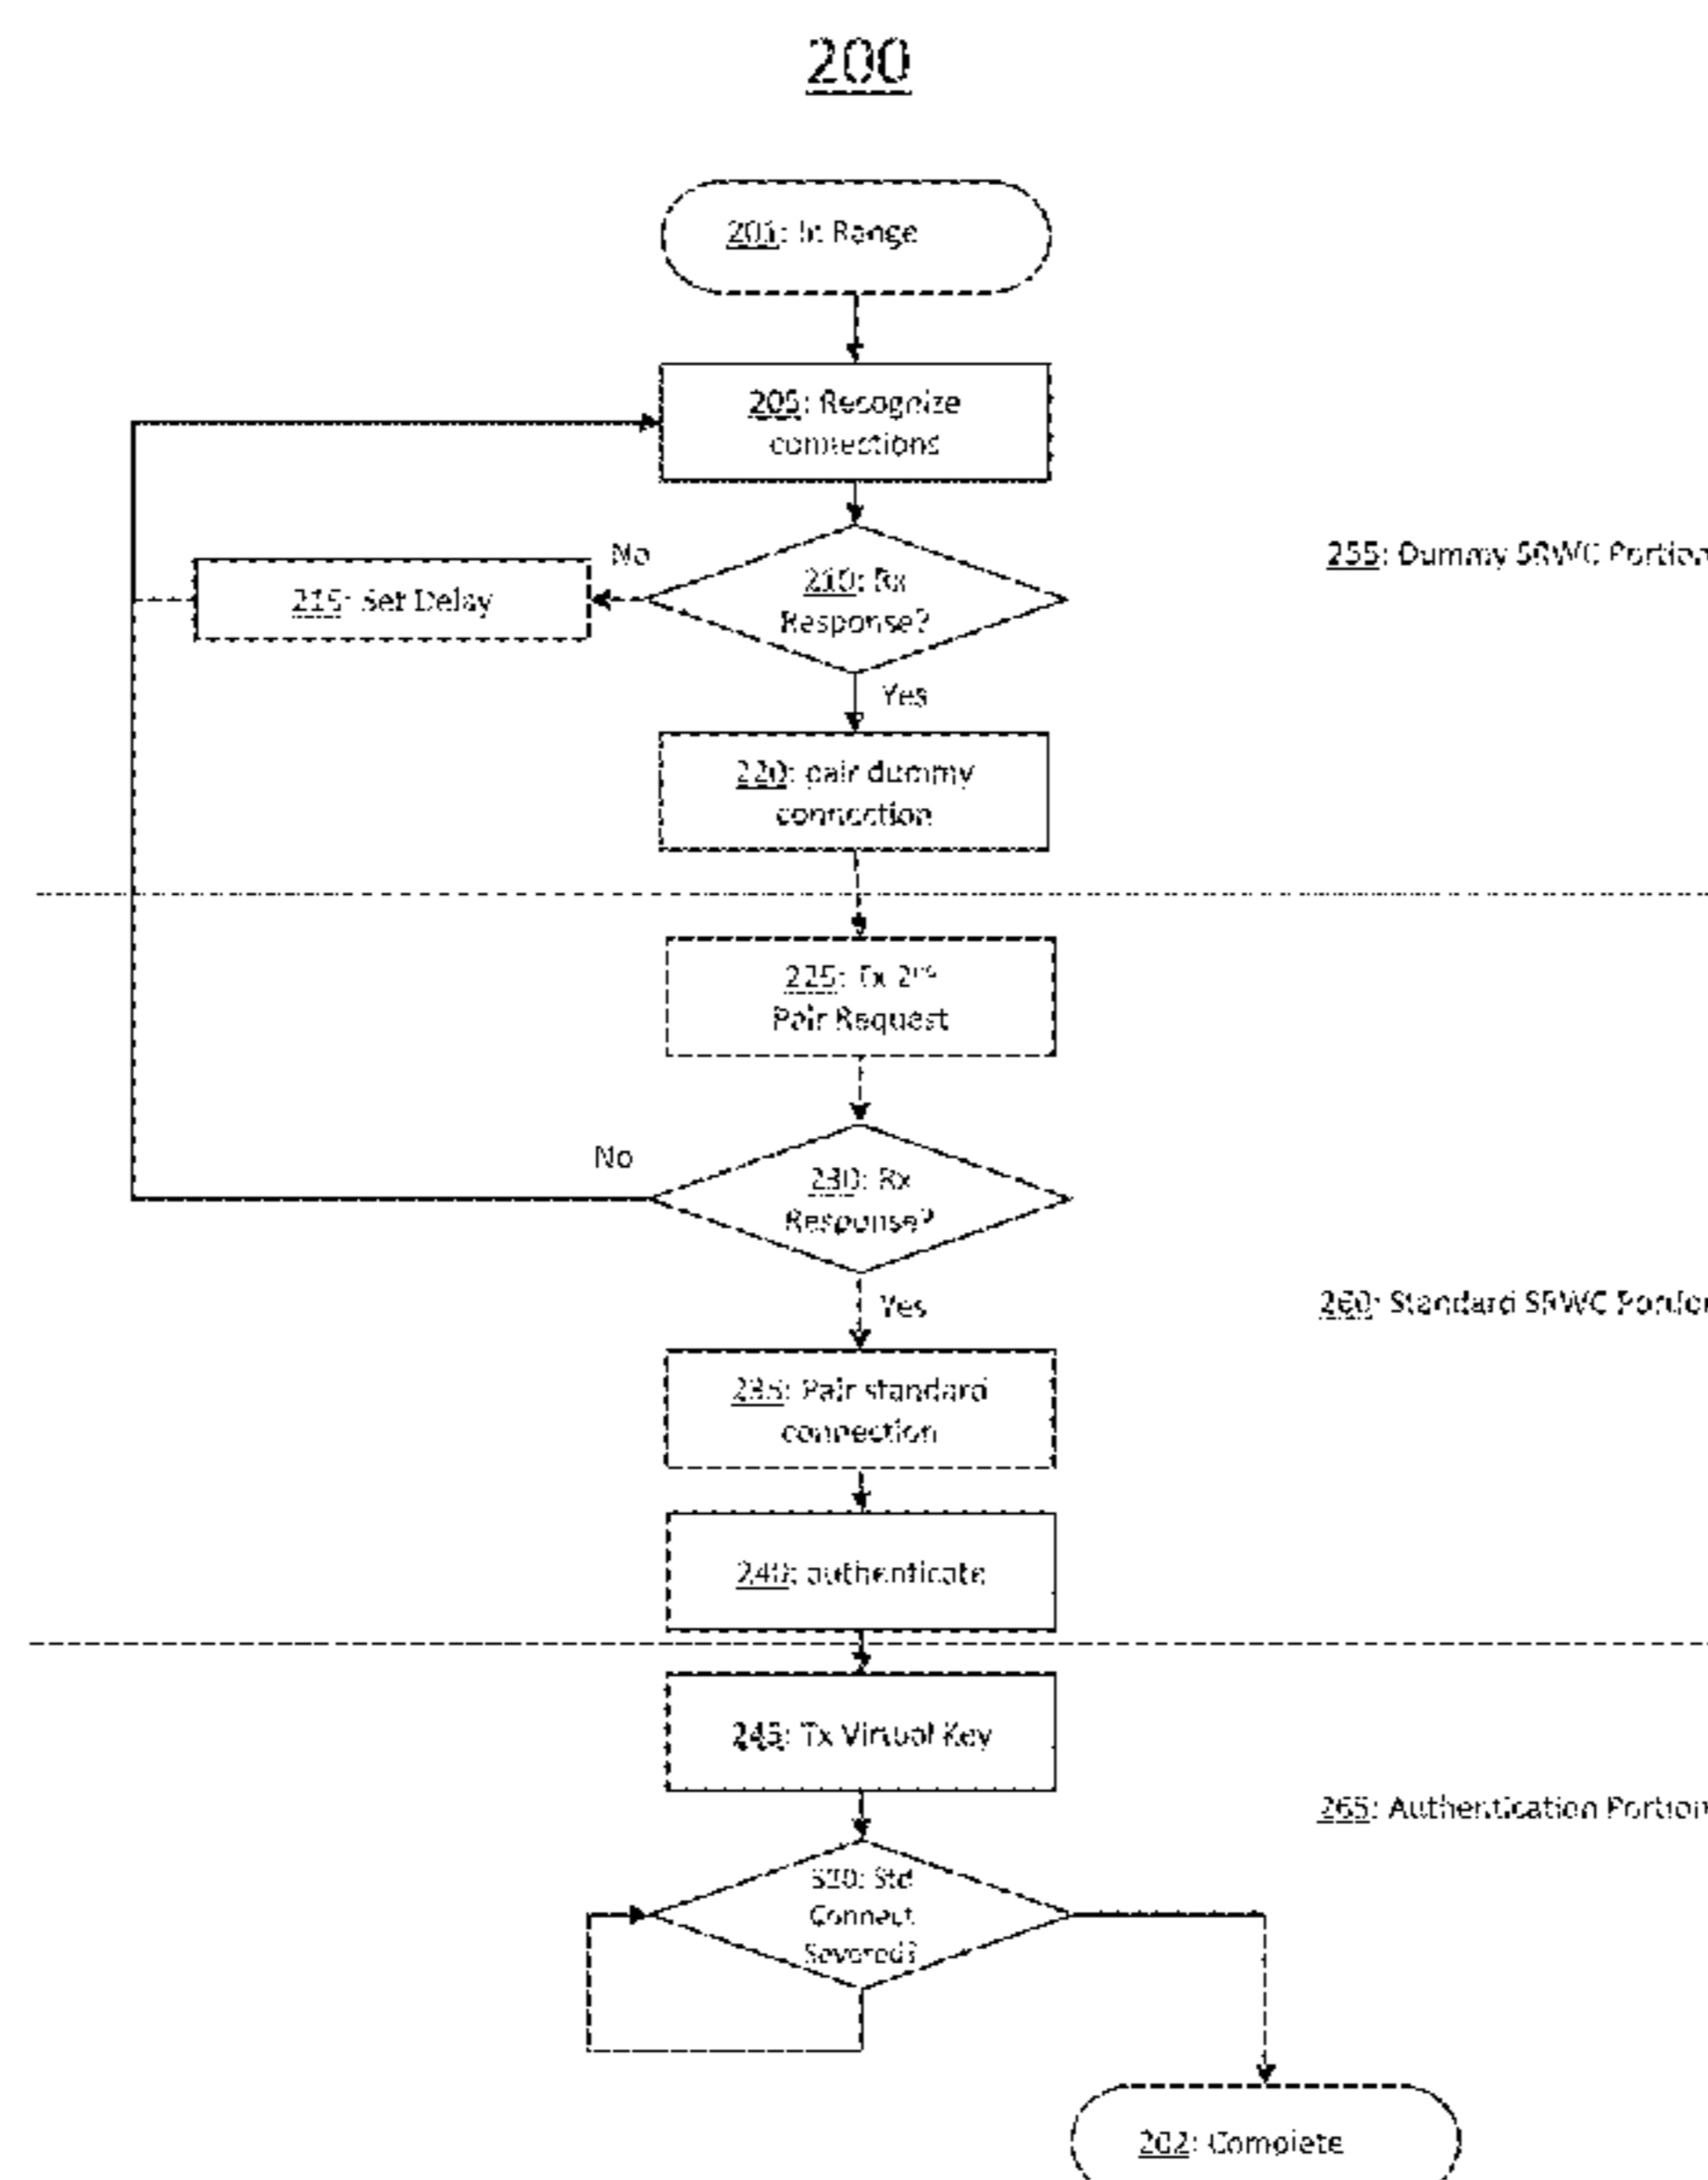 200
201: In Range
205: Recognize
connections
255: Dummy SRWC Portion
No
210: Rx
Response?
215: Set Delay
Yes
220: pair dummy
connection
225: Tx 2nd
Pair Request
No
230: Rx
Response?
Yes
260: Standard SRWC Portion
235: Pair standard
connection
240: authenticate
245: Tx Virtual Key
265: Authentication Portion
Std
Connect
Severed?
202: Complete